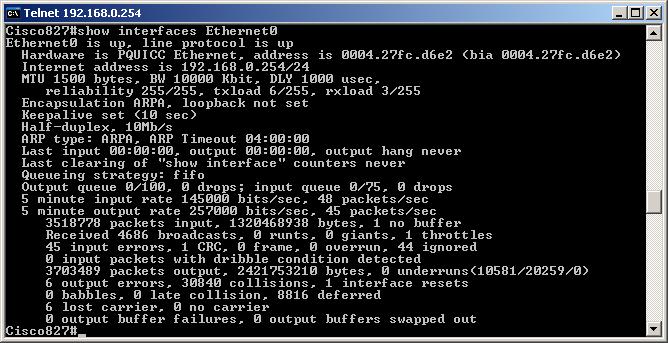 Telnet 192.168.0.254
Cisco827#show interfaces Ethernet0
Ethernet0 is up, line protocol is up
Hardware is PQUICC Ethernet, address is 0004.27fc.d6e2 (bia 0004.27fc.d6e2)
Internet address is 192.168.0.254/24
MTU 1500 bytes, BW 10000 Kbit, DLY 1000 usec,
reliability 255/255, txload 6/255, rxload 3/255
Encapsulation ARPA, loopback not set
Keepalive set (10 sec)
Half-duplex, 10Mb/s
ARP type: ARPA, ARP Timeout 04:00:00
Last input 00:00:00, output 00:00:00, output hang never
Last clearing of "show interface" counters never
Queueing strategy: fifo
Output queue 0/100, 0 drops; input queue 0/75, 0 drops
5 minute input rate 145000 bits/sec, 48 packets/sec
5 minute output rate 257000 bits/sec, 45 packets/sec
3518778 packets input, 1320468938 bytes, 1 no buffer
Received 4686 broadcasts, 0 runts, 0 giants, 1 throttles
45 input errors, 1 CRC, 0 frame, 0 overrun, 44 ignored
0 input packets with dribble condition detected
3703489 packets output, 2421753210 bytes, 0 underruns(10581/20259/0)
6 output errors, 30840 collisions, 1 interface resets
0 babbles, 0 late collision, 8816 deferred
6 lost carrier, 0 no carrier
0 output buffer failures, 0 output buffers swapped out
Cisco827#